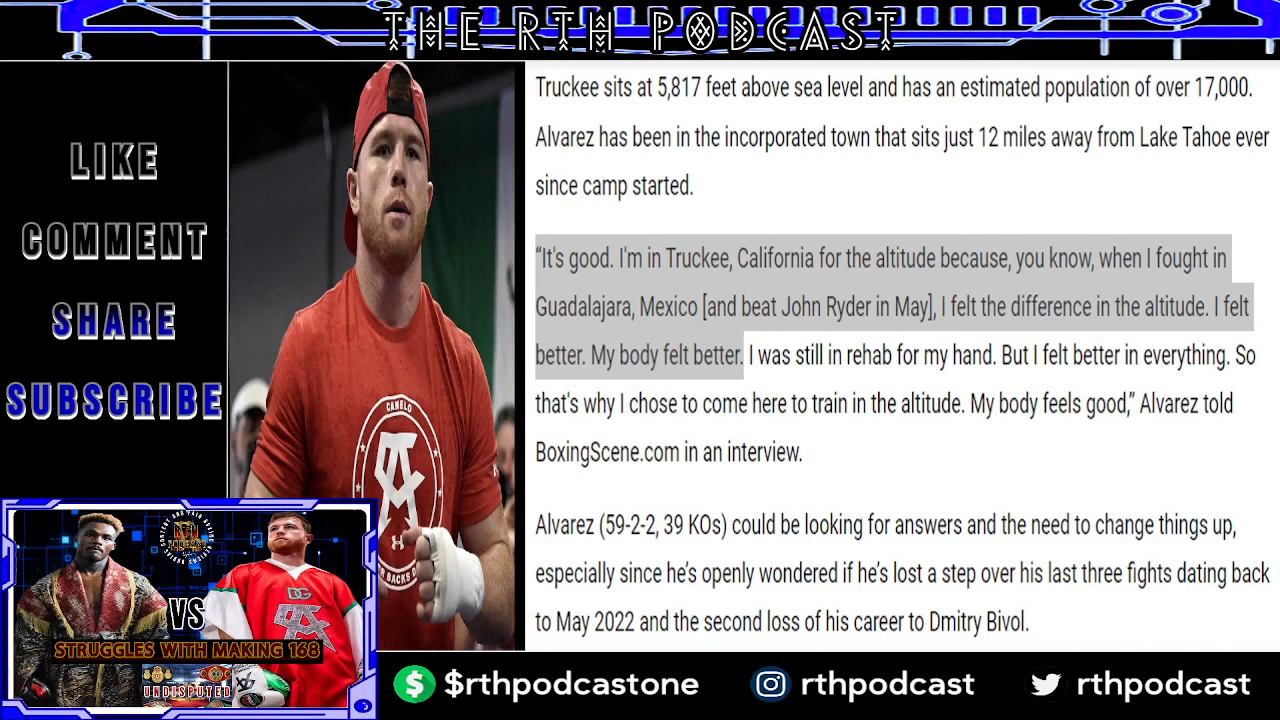 THE RTH PODCAST
LIKE
COMMENT
SHARE
SUBSCRIBE
Truckee sits at 5,817 feet above sea level and has an estimated population of over 17,000.
Alvarez has been in the incorporated town that sits just 12 miles away from Lake Tahoe ever
since camp started.
“It's good. I'm in Truckee, California for the altitude because, you know, when I fought in
Guadalajara, Mexico [and beat John Ryder in May], I felt the difference in the altitude. I felt
better. My body felt better. I was still in rehab for my hand. But I felt better in everything. So
that's why I chose to come here to train in the altitude. My body feels good,” Alvarez told
BoxingScene.com in an interview.
Alvarez (59-2-2, 39 KOs) could be looking for answers and the need to change things up,
especially since he’s openly wondered if he’s lost a step over his last three fights dating back
to May 2022 and the second loss of his career to Dmitry Bivol.
CANELO
VS
DG
STRUGGLES WITH MAKING 168
UNDISPUTED
$ $rthpodcastone
rthpodcast
rthpodcast